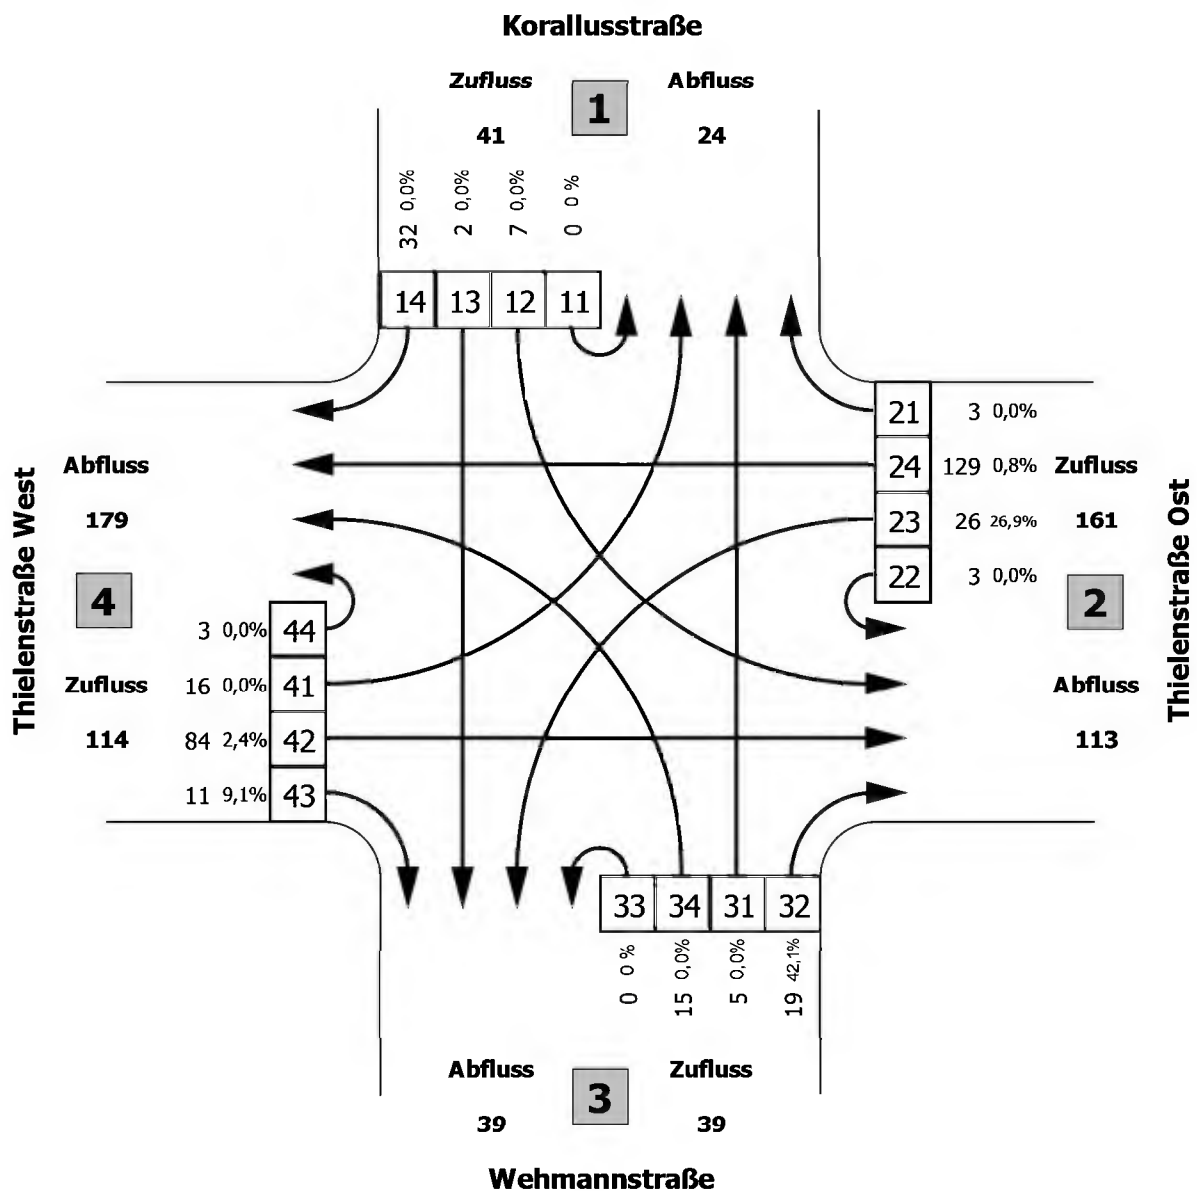 Korallusstraße
Zufluss 1 Abfluss
41 24
32 0,0%
2 0,0%
7 0,0%
0 0 %
14 13 12 11
21 3 0,0%
24 129 0,8% Zufluss
23 26 26,9% 161
22 3 0,0%
2
Abfluss
113
Thielenstraße Ost
Thielenstraße West
Abfluss
179
4
3 0,0% 44
Zufluss 16 0,0% 41
114 84 2,4% 42
11 9,1% 43
33 34 31 32
0 0 %
15 0,0%
5 0,0%
19 42,1%
Abfluss 3 Zufluss
39 39
Wehmannstraße